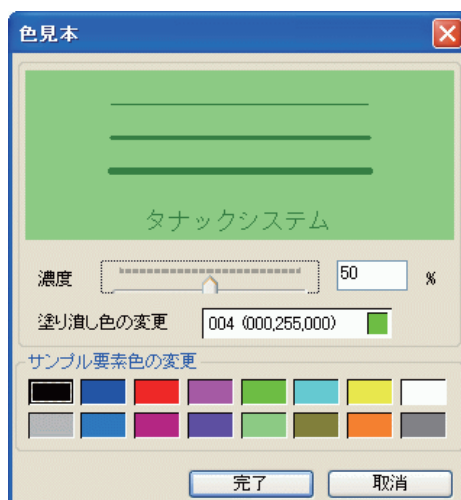 色見本
タナックシステム
濃度 50 %
塗り潰し色の変更 004 (000,255,000)
サンプル要素色の変更
完了 取消